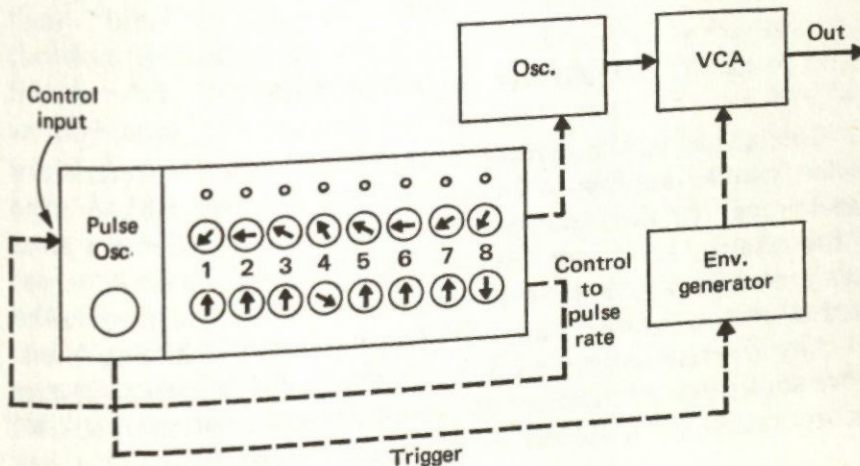 Control
input
Pulse
Osc.
1 2 3 4 5 6 7 8
Osc.
VCA
Out
Control
to
pulse
rate
Env.
generator
Trigger